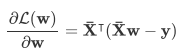 ∂ℒ(𝐰)/∂𝐰 = 𝐗̄ᵀ(𝐗̄𝐰 − 𝐲)